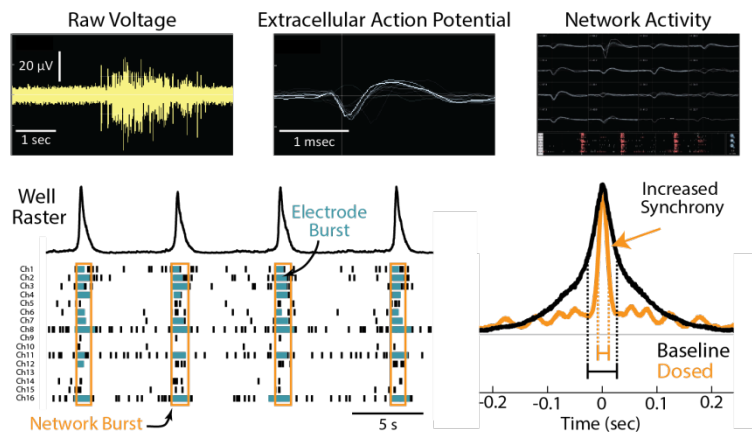 Raw Voltage
Extracellular Action Potential
Network Activity
20 µV
1 sec
1 msec
Well
Raster
Electrode
Burst
Increased
Synchrony
Ch1
Ch2
Ch3
Ch4
Ch5
Ch6
Ch7
Ch8
Ch9
Ch10
Ch11
Ch12
Ch13
Ch14
Ch15
Ch16
Baseline
Dosed
Network Burst
5 s
-0.2
-0.1
0
0.1
0.2
Time (sec)